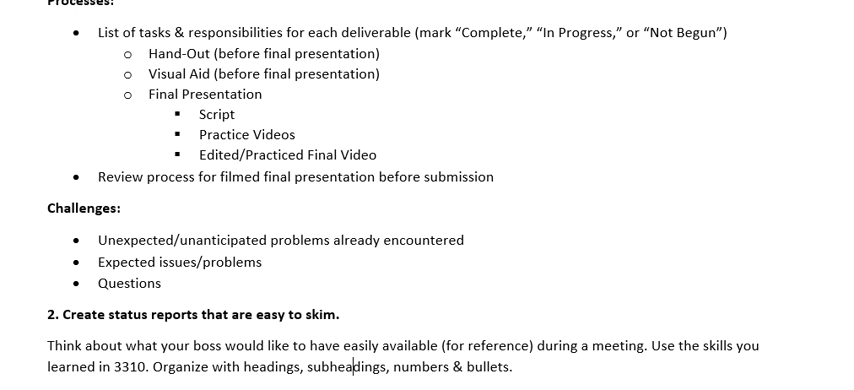 Processes:
• List of tasks & responsibilities for each deliverable (mark “Complete,” “In Progress,” or “Not Begun”)
o Hand-Out (before final presentation)
o Visual Aid (before final presentation)
o Final Presentation
▪ Script
▪ Practice Videos
▪ Edited/Practiced Final Video
• Review process for filmed final presentation before submission
Challenges:
• Unexpected/unanticipated problems already encountered
• Expected issues/problems
• Questions
2. Create status reports that are easy to skim.
Think about what your boss would like to have easily available (for reference) during a meeting. Use the skills you
learned in 3310. Organize with headings, subheadings, numbers & bullets.